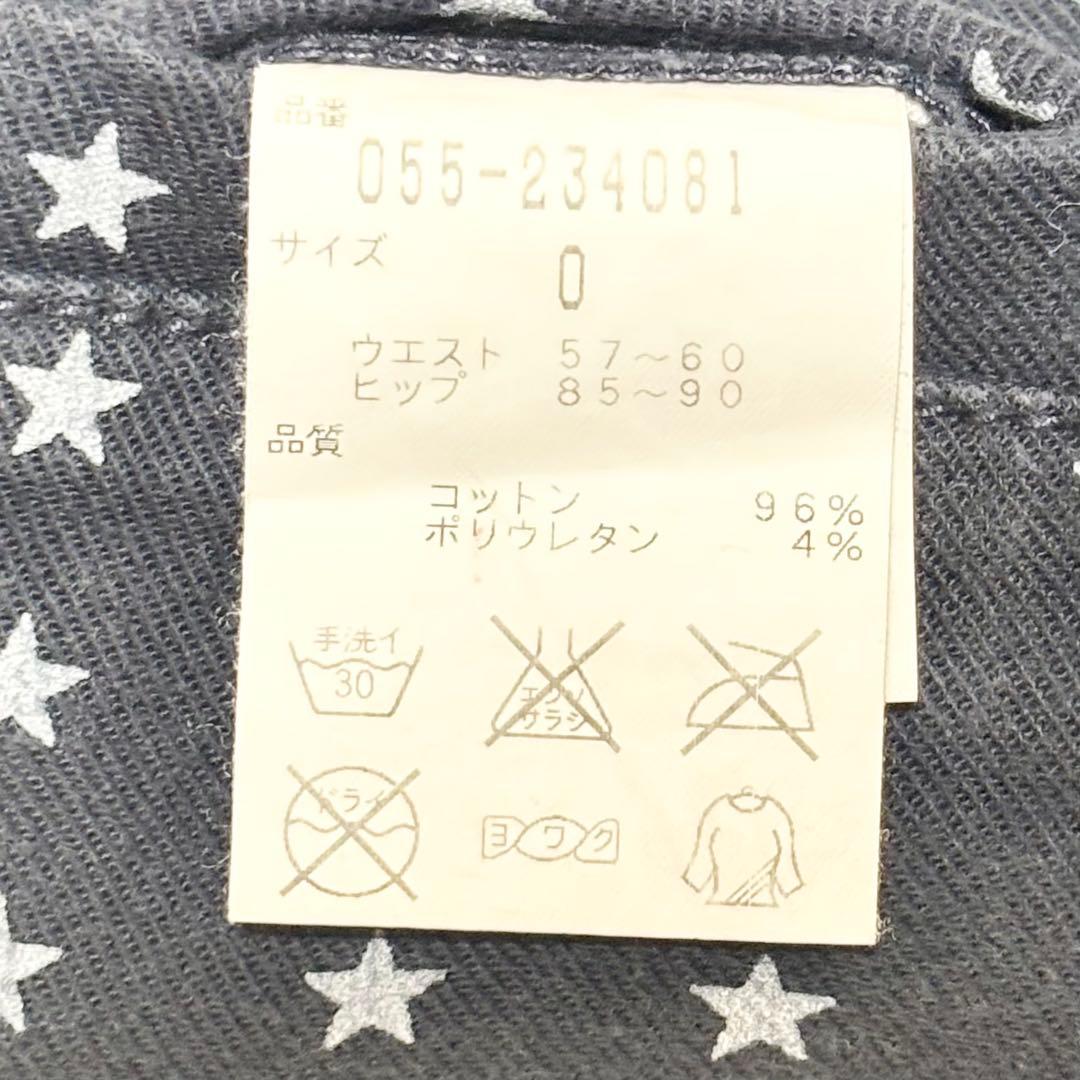 品番
055-234081
サイズ
0
ウエスト 57〜60
ヒップ 85〜90
品質
コットン 96%
ポリウレタン 4%
手洗イ
30
エンソ
サラシ
ドライ
ヨワク